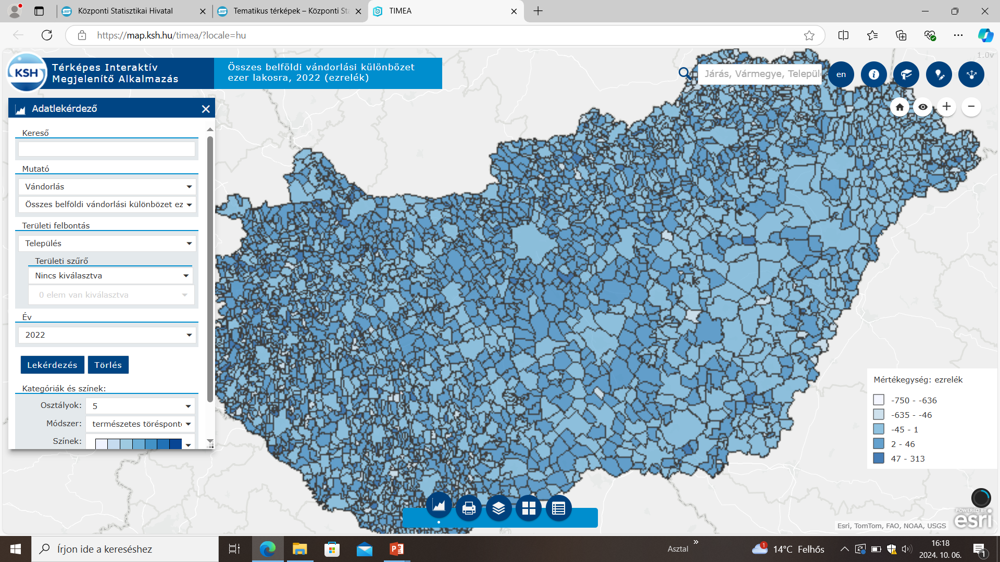 Központi Statisztikai Hivatal
Tematikus térképek – Központi Sta
TIMEA
https://map.ksh.hu/timea/?locale=hu
1.0v
KSH
Térképes Interaktív
Megjelenítő Alkalmazás
Összes belföldi vándorlási különbözet
ezer lakosra, 2022 (ezrelék)
Járás, Vármegye, Települé
en
Adatlekérdező
Kereső
Mutató
Vándorlás
Összes belföldi vándorlási különbözet ez
Területi felbontás
Település
Területi szűrő
Nincs kiválasztva
0 elem van kiválasztva
Év
2022
Lekérdezés
Törlés
Kategóriák és színek:
Osztályok:
5
Módszer:
természetes töréspont
Színek:
Mértékegység: ezrelék
-750 - -636
-635 - -46
-45 - 1
2 - 46
47 - 313
POWERED BY
esri
Esri, TomTom, FAO, NOAA, USGS
Írjon ide a kereséshez
Asztal
1
14°C Felhős
16:18
2024. 10. 06.
1